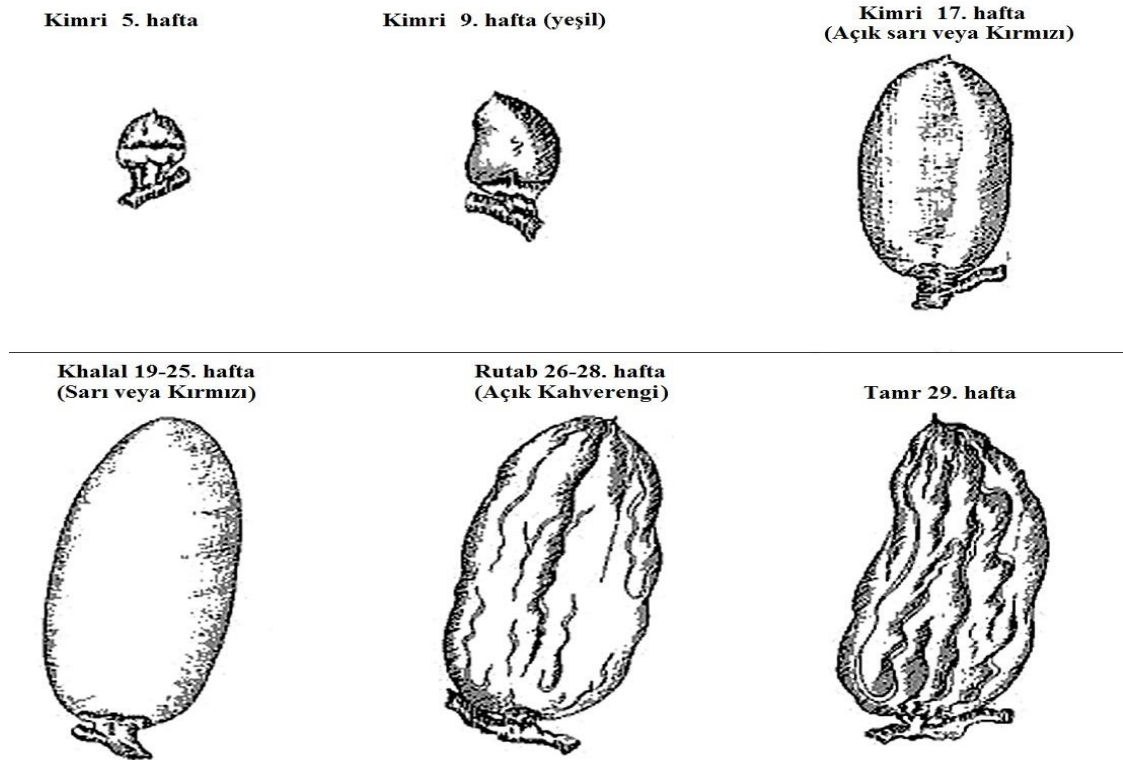 Kimri 5. hafta
Kimri 9. hafta (yeşil)
Kimri 17. hafta
(Açık sarı veya Kırmızı)
Khalal 19-25. hafta
(Sarı veya Kırmızı)
Rutab 26-28. hafta
(Açık Kahverengi)
Tamr 29. hafta